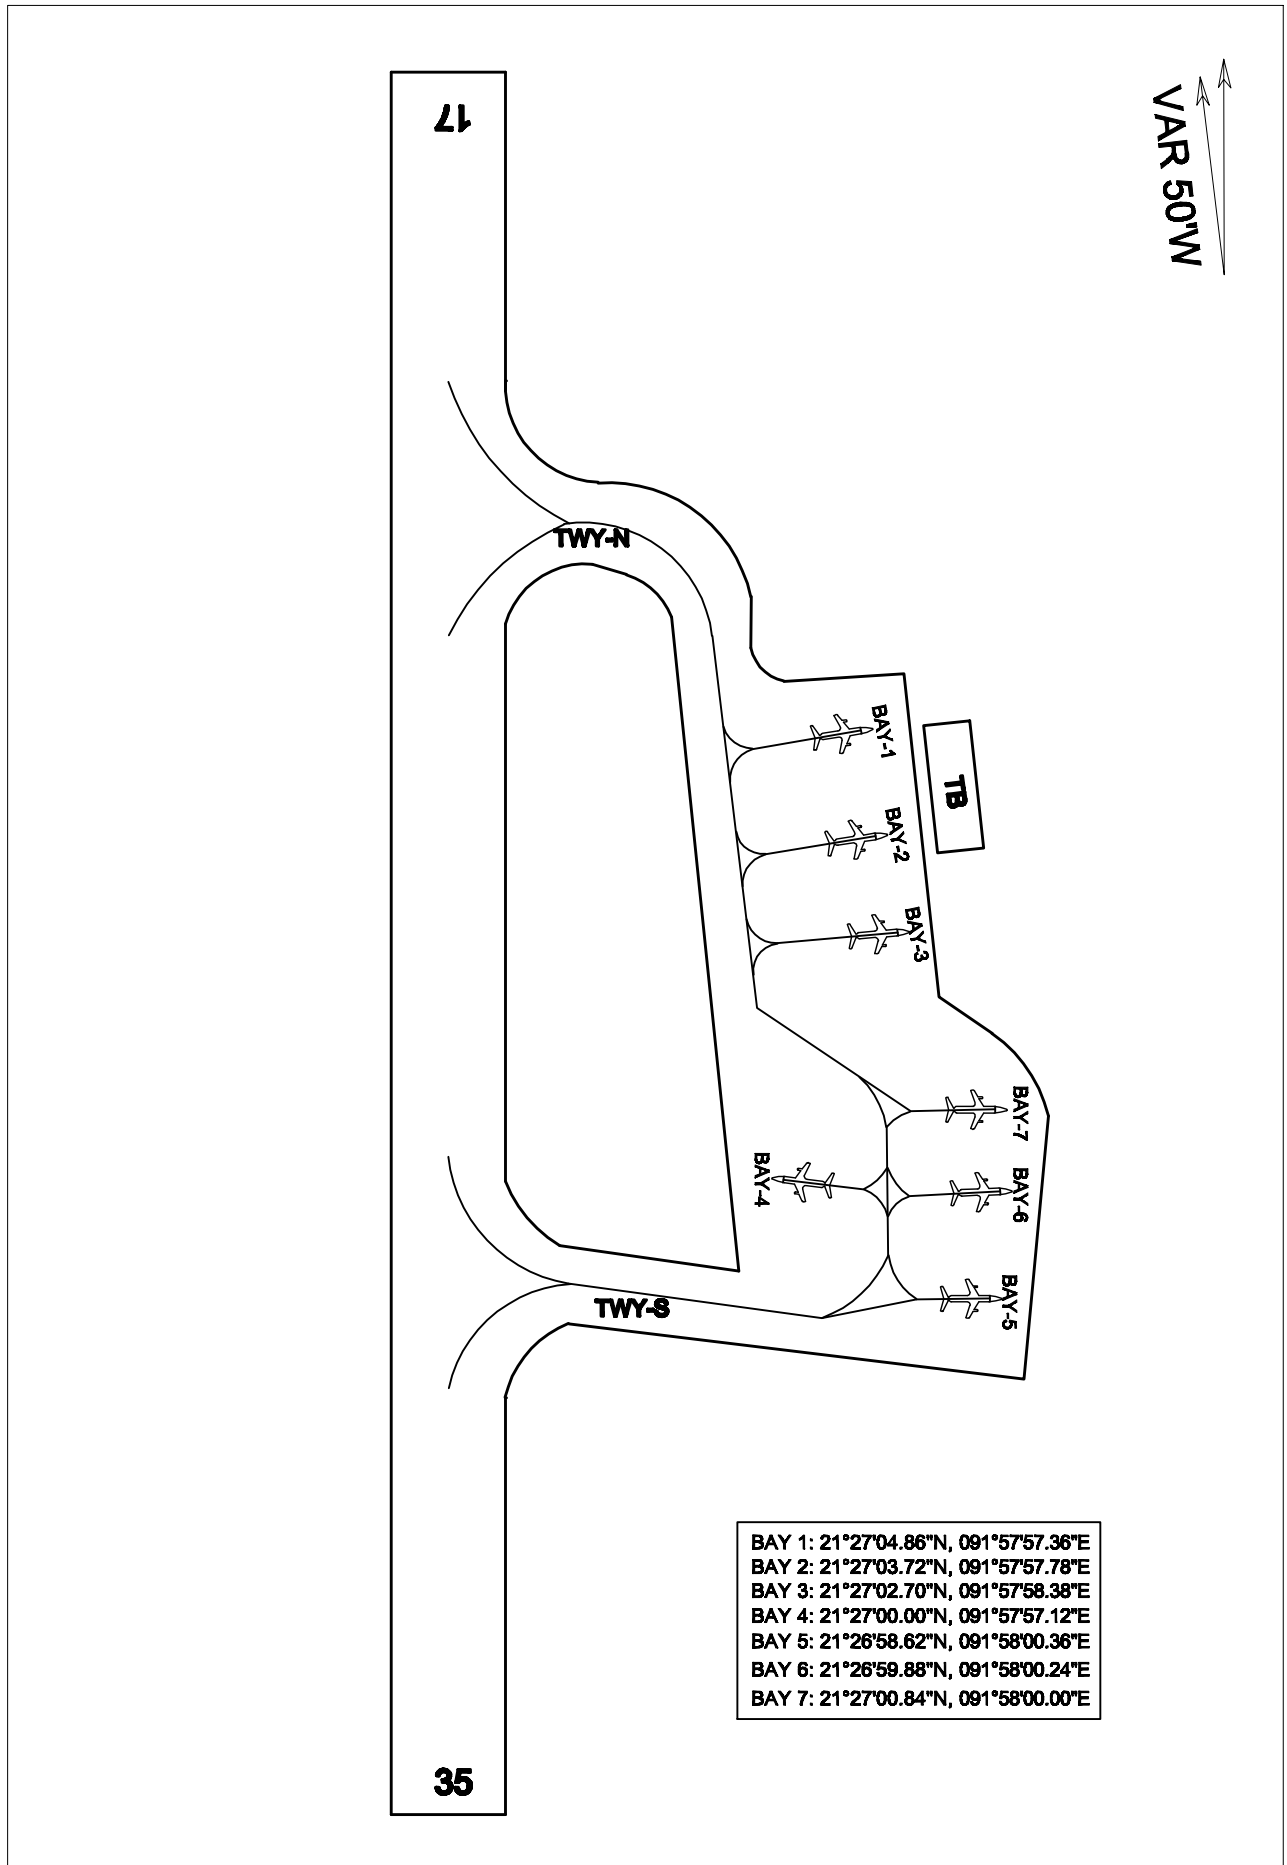 17
VAR 50'W
TWY-N
BAY-1
TB
BAY-2
BAY-3
BAY-7
BAY-4
BAY-6
BAY-5
TWY-S
BAY 1: 21°27'04.86"N, 091°57'57.36"E
BAY 2: 21°27'03.72"N, 091°57'57.78"E
BAY 3: 21°27'02.70"N, 091°57'58.38"E
BAY 4: 21°27'00.00"N, 091°57'57.12"E
BAY 5: 21°26'58.62"N, 091°58'00.36"E
BAY 6: 21°26'59.88"N, 091°58'00.24"E
BAY 7: 21°27'00.84"N, 091°58'00.00"E
35